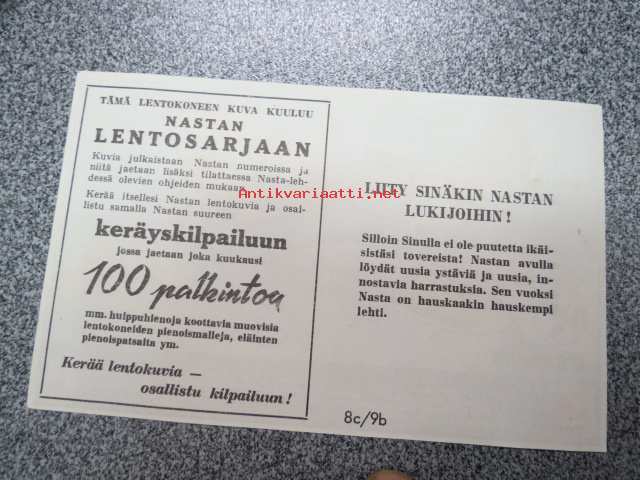 TÄMÄ LENTOKONEEN KUVA KUULUU
NASTAN
LENTOSARJAAN
Kuvia julkaistaan Nastan numeroissa ja
niitä jaetaan lisäksi tilattaessa Nasta-leh-
dessä olevien ohjeiden mukaan.
Kerää itsellesi Nastan lentokuvia ja osal-
listu samalla Nastan suureen
keräyskilpailuun
jossa jaetaan joka kuukausi
100 palkintoa
mm. huippuhienoja koottavia muovisia
lentokoneiden pienoismalleja, eläinten
pienoispatsaita ym.
Kerää lentokuvia —
osallistu kilpailuun!
Antikvariaatti.net
LIITY SINÄKIN NASTAN
LUKIJOIHIN!
Silloin Sinulla ei ole puutetta ikäi-
sistäsi tovereista! Nastan avulla
löydät uusia ystäviä ja uusia, in-
nostavia harrastuksia. Sen vuoksi
Nasta on hauskaakin hauskempi
lehti.
8c/9b